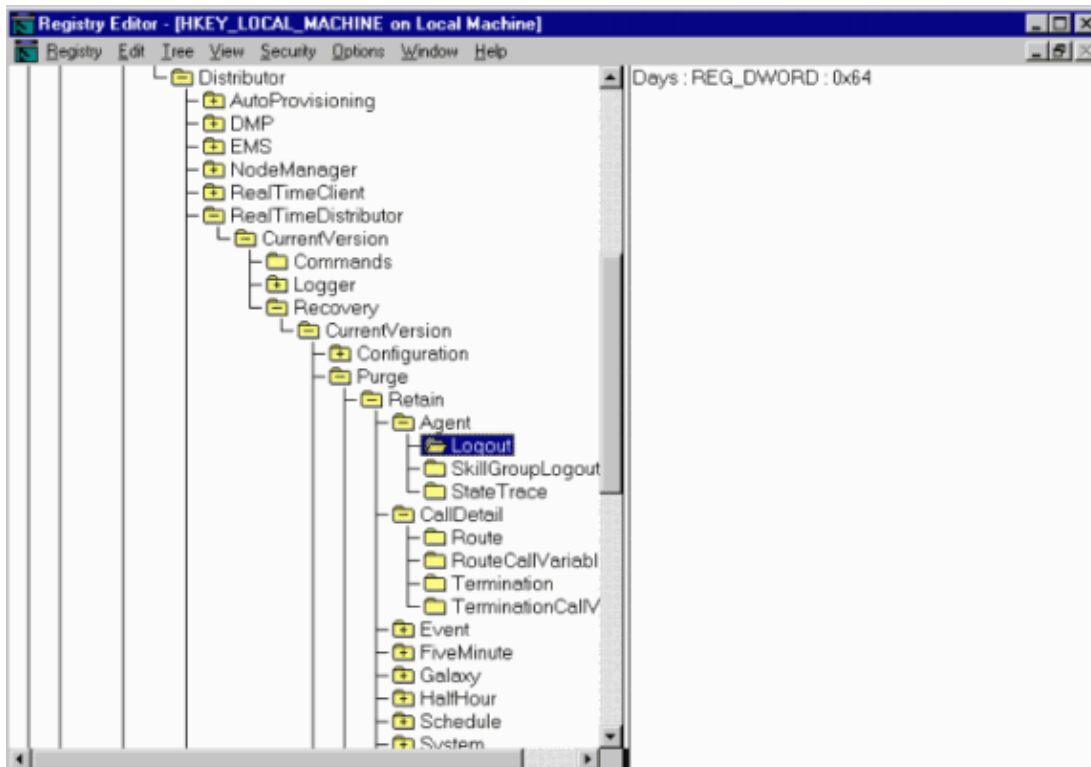 Registry Editor - [HKEY_LOCAL_MACHINE on Local Machine]
Registry Edit Tree View Security Options Window Help
Distributor
AutoProvisioning
DMP
EMS
NodeManager
RealTimeClient
RealTimeDistributor
CurrentVersion
Commands
Logger
Recovery
CurrentVersion
Configuration
Purge
Retain
Agent
Logout
SkillGroupLogout
StateTrace
CallDetail
Route
RouteCallVariabl
Termination
TerminationCallV
Event
FiveMinute
Galaxy
HalfHour
Schedule
System
Days : REG_DWORD : 0x64